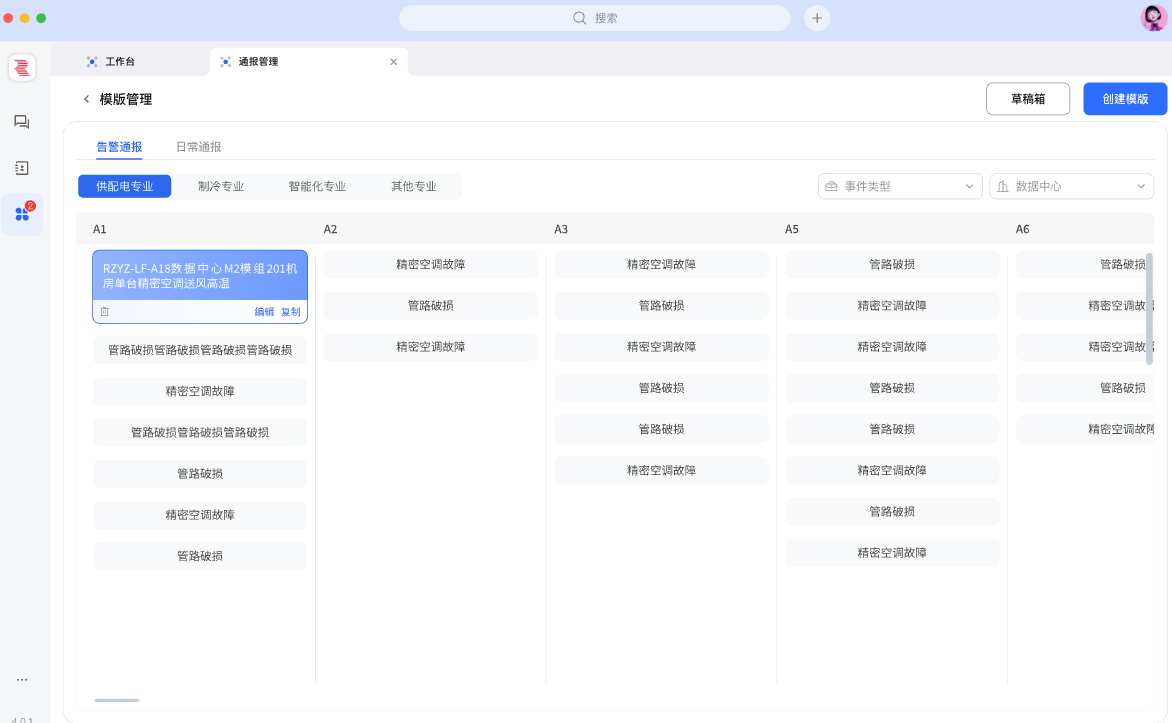 搜索
工作台
通报管理
模版管理
草稿箱
创建模版
告警通报
日常通报
供配电专业
制冷专业
智能化专业
其他专业
事件类型
数据中心
A1
A2
A3
A5
A6
RZYZ-LF-A18数据中心M2模组201机
房单台精密空调送风高温
编辑 复制
管路破损管路破损管路破损管路破损
精密空调故障
管路破损管路破损管路破损
管路破损
精密空调故障
管路破损
精密空调故障
管路破损
精密空调故障
精密空调故障
管路破损
精密空调故障
管路破损
管路破损
精密空调故障
管路破损
精密空调故障
精密空调故障
管路破损
管路破损
精密空调故障
管路破损
精密空调故障
管路破损
精密空调故
精密空调故
管路破损
精密空调故障
2
4.0.1